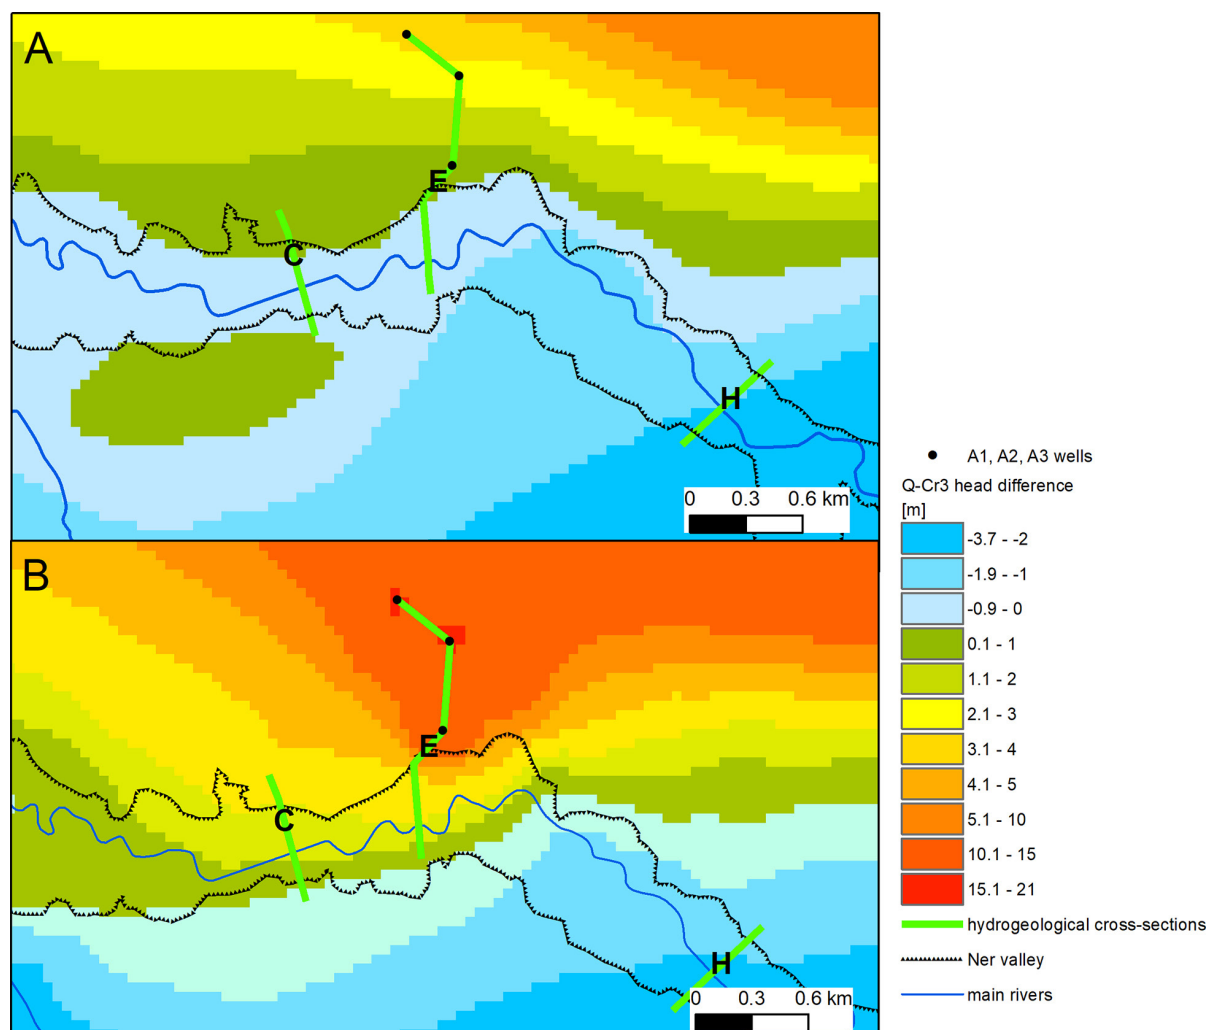 A
E
C
H
0 0.3 0.6 km
B
E
C
H
0 0.3 0.6 km
A1, A2, A3 wells
Q-Cr3 head difference
[m]
-3.7 - -2
-1.9 - -1
-0.9 - 0
0.1 - 1
1.1 - 2
2.1 - 3
3.1 - 4
4.1 - 5
5.1 - 10
10.1 - 15
15.1 - 21
hydrogeological cross-sections
Ner valley
main rivers